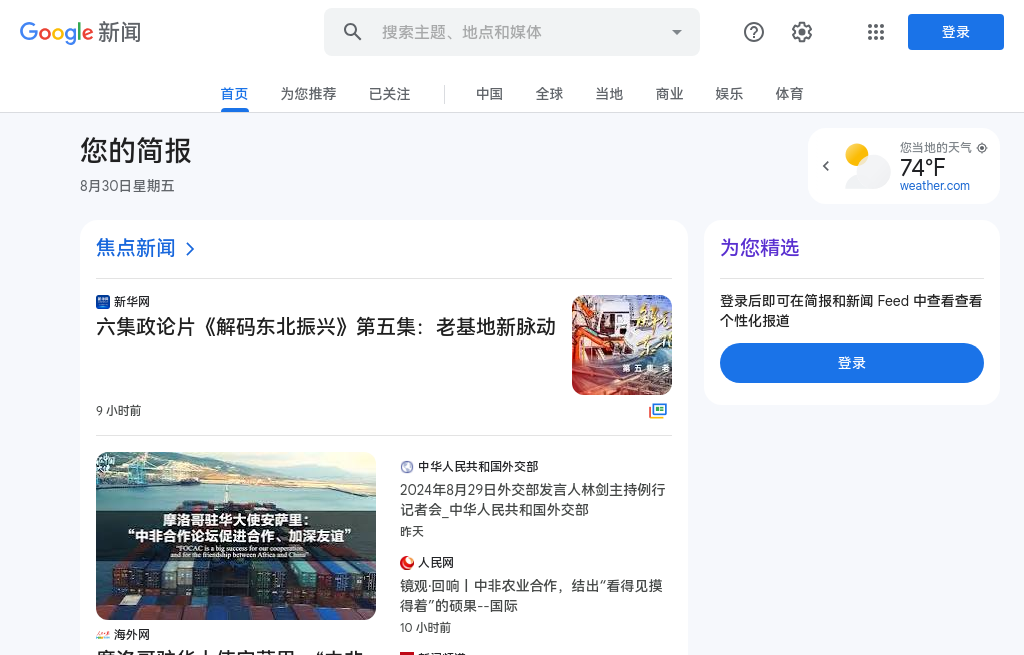 Google 新闻
搜索主题、地点和媒体
登录
首页
为您推荐
已关注
中国
全球
当地
商业
娱乐
体育
您的简报
8月30日星期五
您当地的天气
74°F
weather.com
焦点新闻
新华网
六集政论片《解码东北振兴》第五集：老基地新脉动
9 小时前
摩洛哥驻华大使安萨里：
“中非合作论坛促进合作、加深友谊”
"FOCAC is a big success for our cooperation
and for the friendship between Africa and China"
海外网
中华人民共和国外交部
2024年8月29日外交部发言人林剑主持例行
记者会_中华人民共和国外交部
昨天
人民网
镜观·回响丨中非农业合作，结出“看得见摸
得着”的硕果--国际
10 小时前
为您精选
登录后即可在简报和新闻 Feed 中查看查看
个性化报道
登录